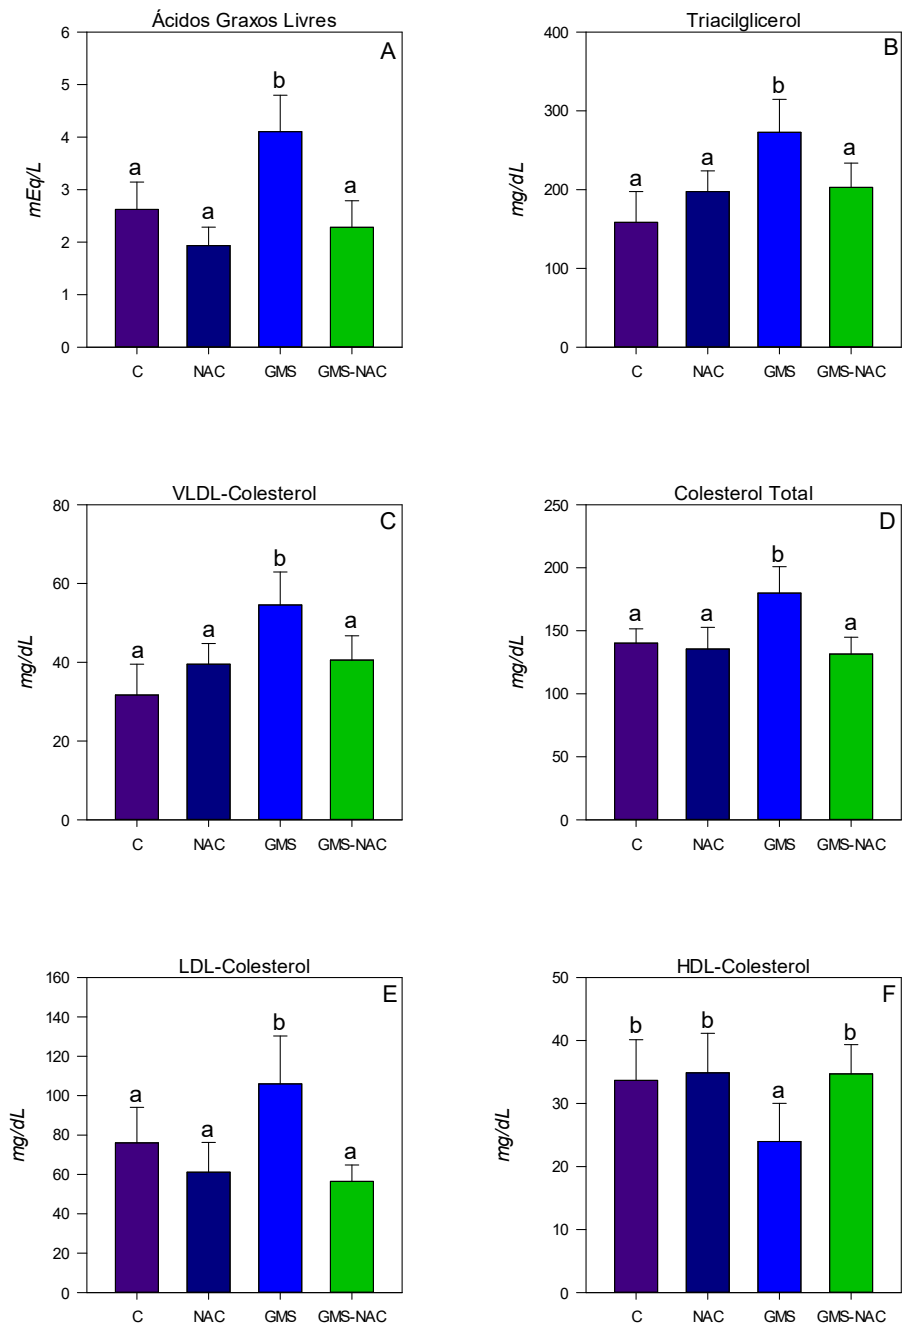 Ácidos Graxos Livres
A
6
5
4
3
2
1
0
mEq/L
a
a
b
a
C
NAC
GMS
GMS-NAC
Triacilglicerol
B
400
300
200
100
0
mg/dL
a
a
b
a
C
NAC
GMS
GMS-NAC
VLDL-Colesterol
C
80
60
40
20
0
mg/dL
a
a
b
a
C
NAC
GMS
GMS-NAC
Colesterol Total
D
250
200
150
100
50
0
mg/dL
a
a
b
a
C
NAC
GMS
GMS-NAC
LDL-Colesterol
E
160
140
120
100
80
60
40
20
0
mg/dL
a
a
b
a
C
NAC
GMS
GMS-NAC
HDL-Colesterol
F
50
40
30
20
10
0
mg/dL
b
b
a
b
C
NAC
GMS
GMS-NAC